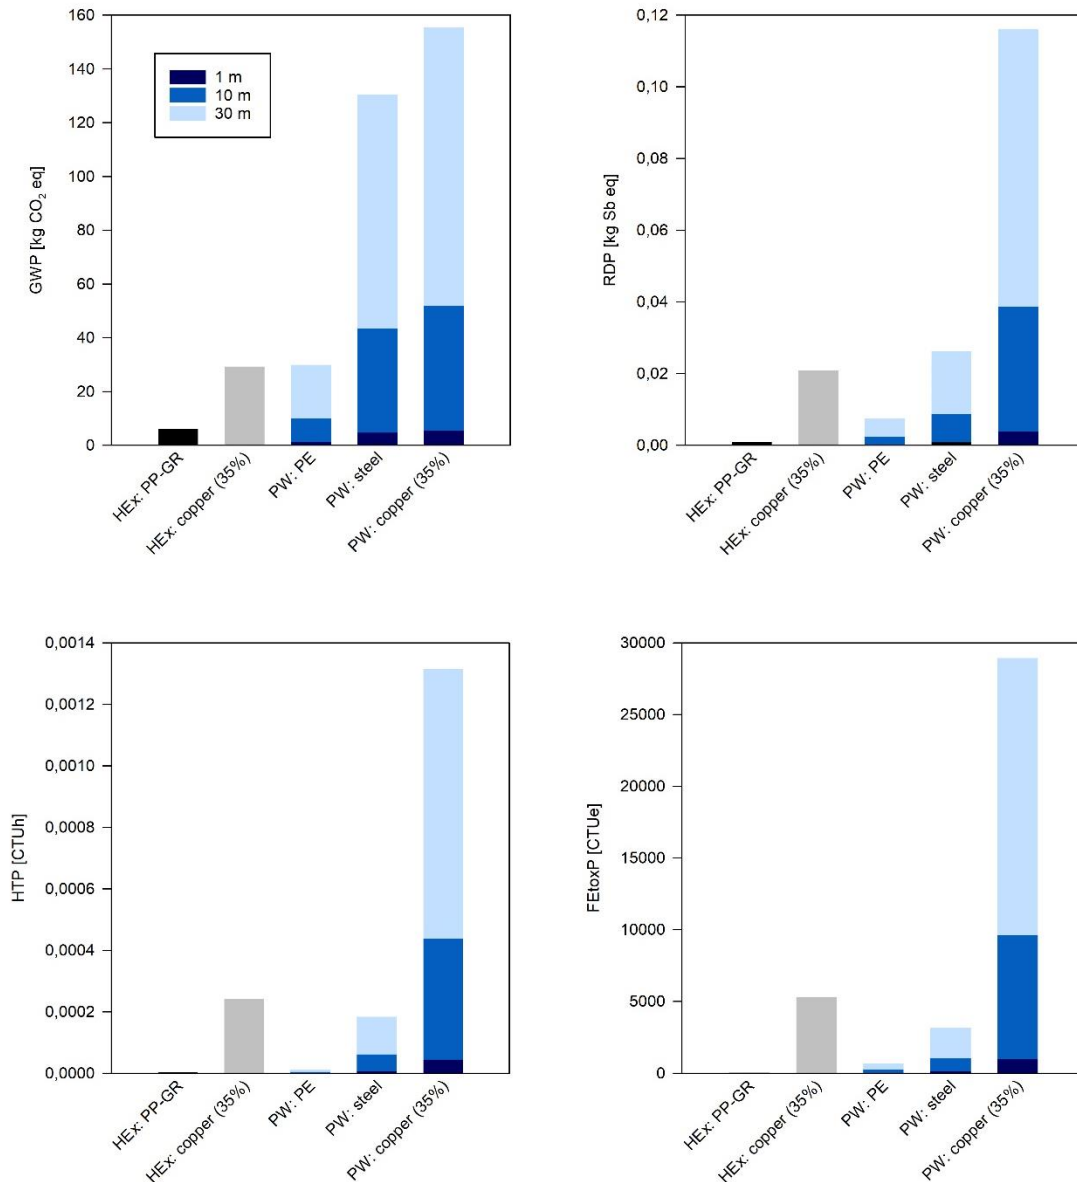 160
140
120
100
80
60
40
20
0
GWP [kg CO₂ eq]
1 m
10 m
30 m
HEx: PP-GR
HEx: copper (35%)
PW: PE
PW: steel
PW: copper (35%)
0,12
0,10
0,08
0,06
0,04
0,02
0,00
RDP [kg Sb eq]
HEx: PP-GR
HEx: copper (35%)
PW: PE
PW: steel
PW: copper (35%)
0,0014
0,0012
0,0010
0,0008
0,0006
0,0004
0,0002
0,0000
HTP [CTUh]
HEx: PP-GR
HEx: copper (35%)
PW: PE
PW: steel
PW: copper (35%)
30000
25000
20000
15000
10000
5000
0
FEtoxP [CTUe]
HEx: PP-GR
HEx: copper (35%)
PW: PE
PW: steel
PW: copper (35%)